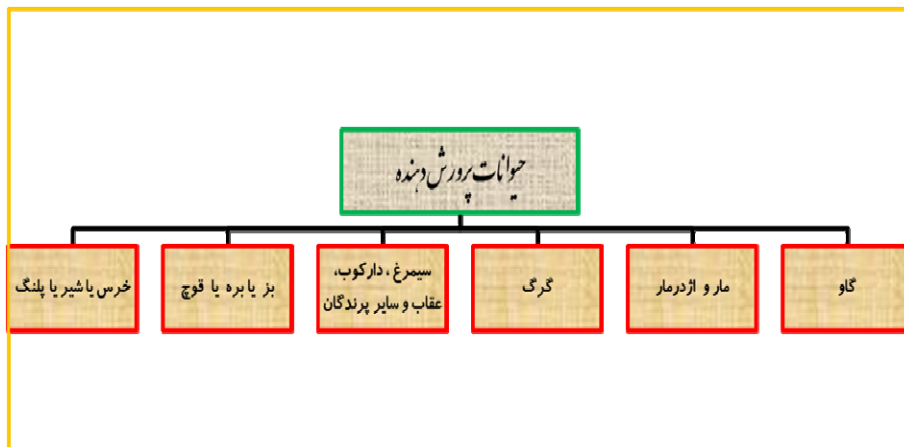 حیوانات پرورش دهنده
گاو
مار و اژدرمار
گرگ
سیمرغ ، دارکوب،
عقاب و سایر پرندگان
بز یا بره یا قوچ
خرس یا شیر یا پلنگ